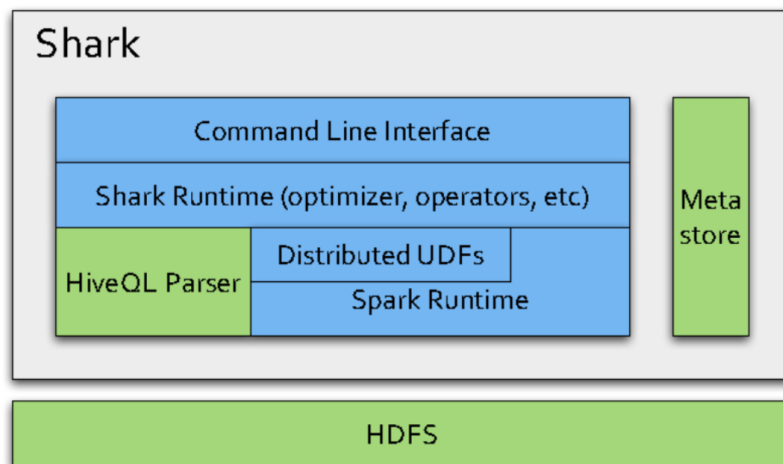 Shark
Command Line Interface
Shark Runtime (optimizer, operators, etc)
Meta
store
HiveQL Parser
Distributed UDFs
Spark Runtime
HDFS